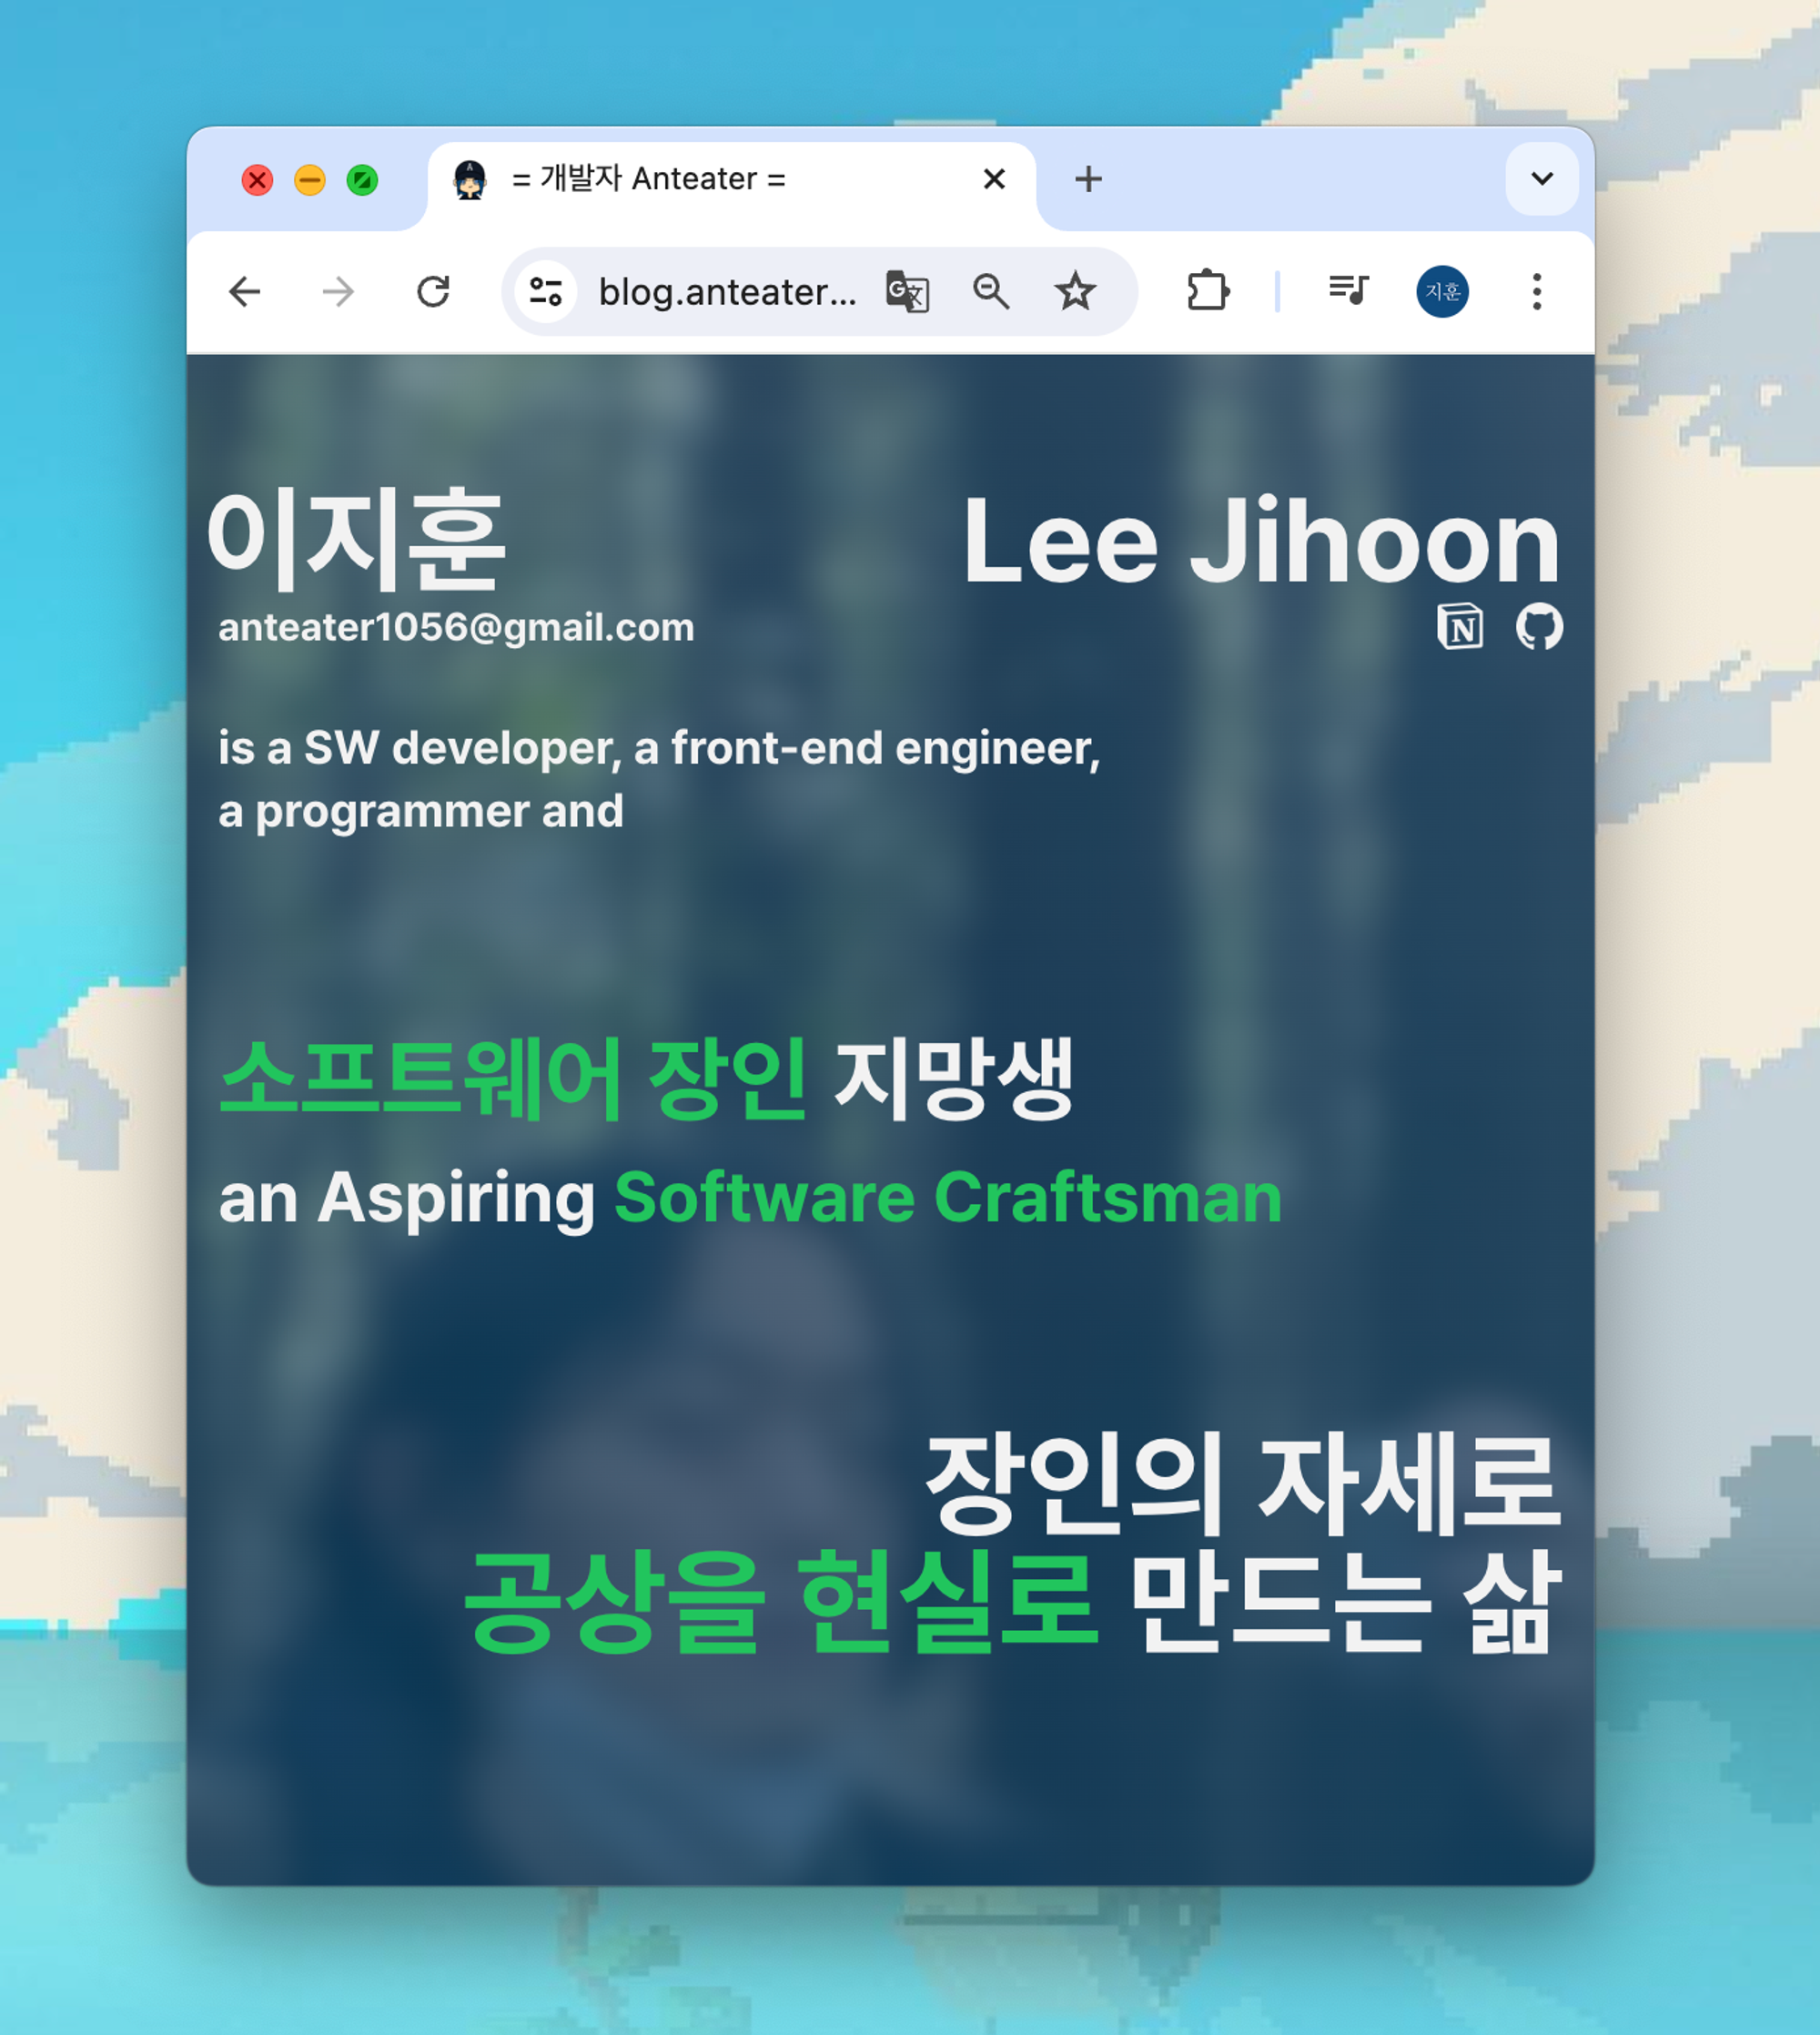 = 개발자 Anteater =
blog.anteater...
지훈
이지훈
Lee Jihoon
anteater1056@gmail.com
is a SW developer, a front-end engineer,
a programmer and
소프트웨어 장인 지망생
an Aspiring Software Craftsman
장인의 자세로
공상을 현실로 만드는 삶